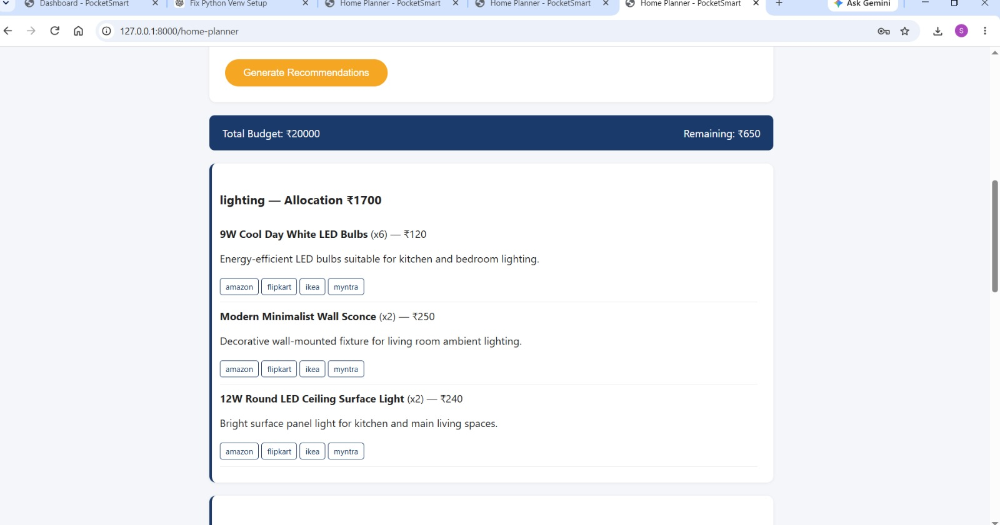 Dashboard - PocketSmart
Fix Python Venv Setup
Home Planner - PocketSmart
Home Planner - PocketSmart
Home Planner - PocketSmart
Ask Gemini
127.0.0.1:8000/home-planner
S
Generate Recommendations
Total Budget: ₹20000
Remaining: ₹650
lighting — Allocation ₹1700
9W Cool Day White LED Bulbs (x6) — ₹120
Energy-efficient LED bulbs suitable for kitchen and bedroom lighting.
amazon flipkart ikea myntra
Modern Minimalist Wall Sconce (x2) — ₹250
Decorative wall-mounted fixture for living room ambient lighting.
amazon flipkart ikea myntra
12W Round LED Ceiling Surface Light (x2) — ₹240
Bright surface panel light for kitchen and main living spaces.
amazon flipkart ikea myntra